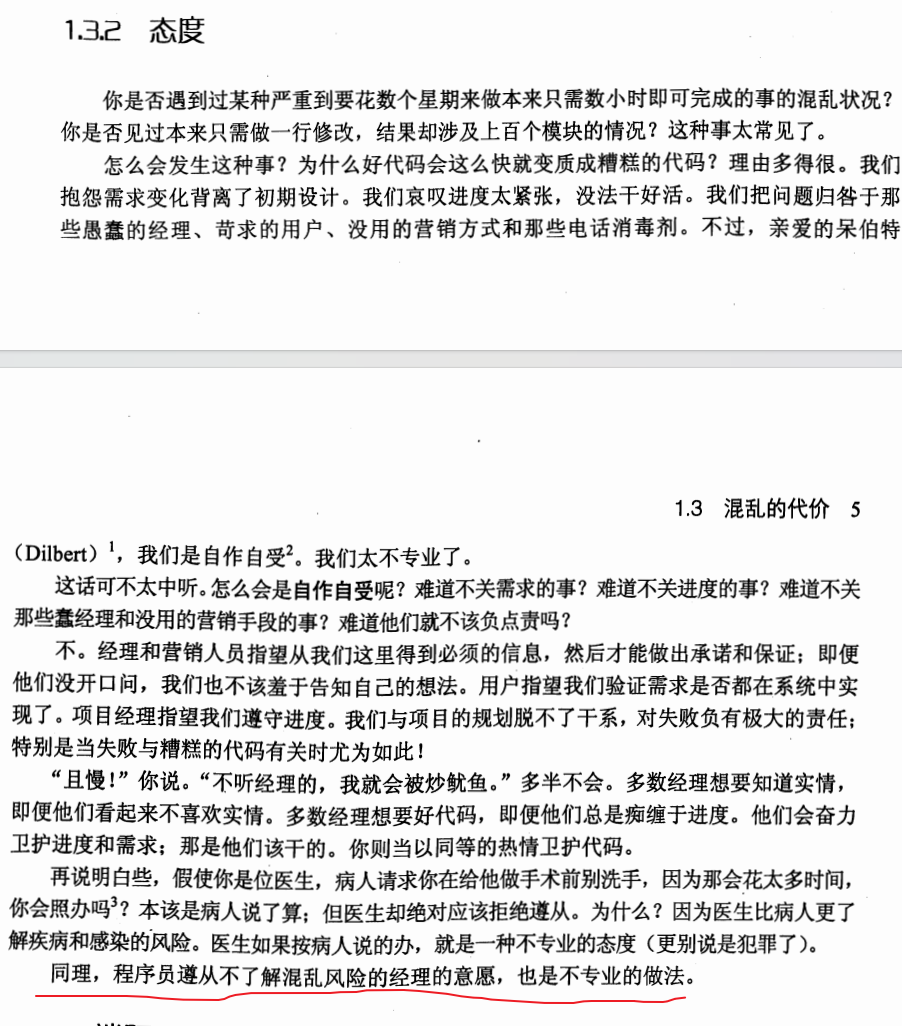 1.3.2 态度
你是否遇到过某种严重到要花数个星期来做本来只需数小时即可完成的事的混乱状况？
你是否见过本来只需做一行修改，结果却涉及上百个模块的情况？这种事太常见了。
怎么会发生这种事？为什么好代码会这么快就变质成糟糕的代码？理由多得很。我们
抱怨需求变化背离了初期设计。我们哀叹进度太紧张，没法干好活。我们把问题归咎于那
些愚蠢的经理、苛求的用户、没用的营销方式和那些电话消毒剂。不过，亲爱的呆伯特
1.3 混乱的代价 5
（Dilbert）1，我们是自作自受2。我们太不专业了。
这话可不太中听。怎么会是自作自受呢？难道不关需求的事？难道不关进度的事？难道不关
那些蠢经理和没用的营销手段的事？难道他们就不该负点责吗？
不。经理和营销人员指望从我们这里得到必须的信息，然后才能做出承诺和保证；即便
他们没开口问，我们也不该羞于告知自己的想法。用户指望我们验证需求是否都在系统中实
现了。项目经理指望我们遵守进度。我们与项目的规划脱不了干系，对失败负有极大的责任；
特别是当失败与糟糕的代码有关时尤为如此！
“且慢！”你说。“不听经理的，我就会被炒鱿鱼。”多半不会。多数经理想要知道实情，
即便他们看起来不喜欢实情。多数经理想要好代码，即便他们总是痴缠于进度。他们会奋力
卫护进度和需求；那是他们该干的。你则当以同等的热情卫护代码。
再说明白些，假使你是位医生，病人请求你在给他做手术前别洗手，因为那会花太多时间，
你会照办吗3？本该是病人说了算；但医生却绝对应该拒绝遵从。为什么？因为医生比病人更了
解疾病和感染的风险。医生如果按病人说的办，就是一种不专业的态度（更别说是犯罪了）。
同理，程序员遵从不了解混乱风险的经理的意愿，也是不专业的做法。